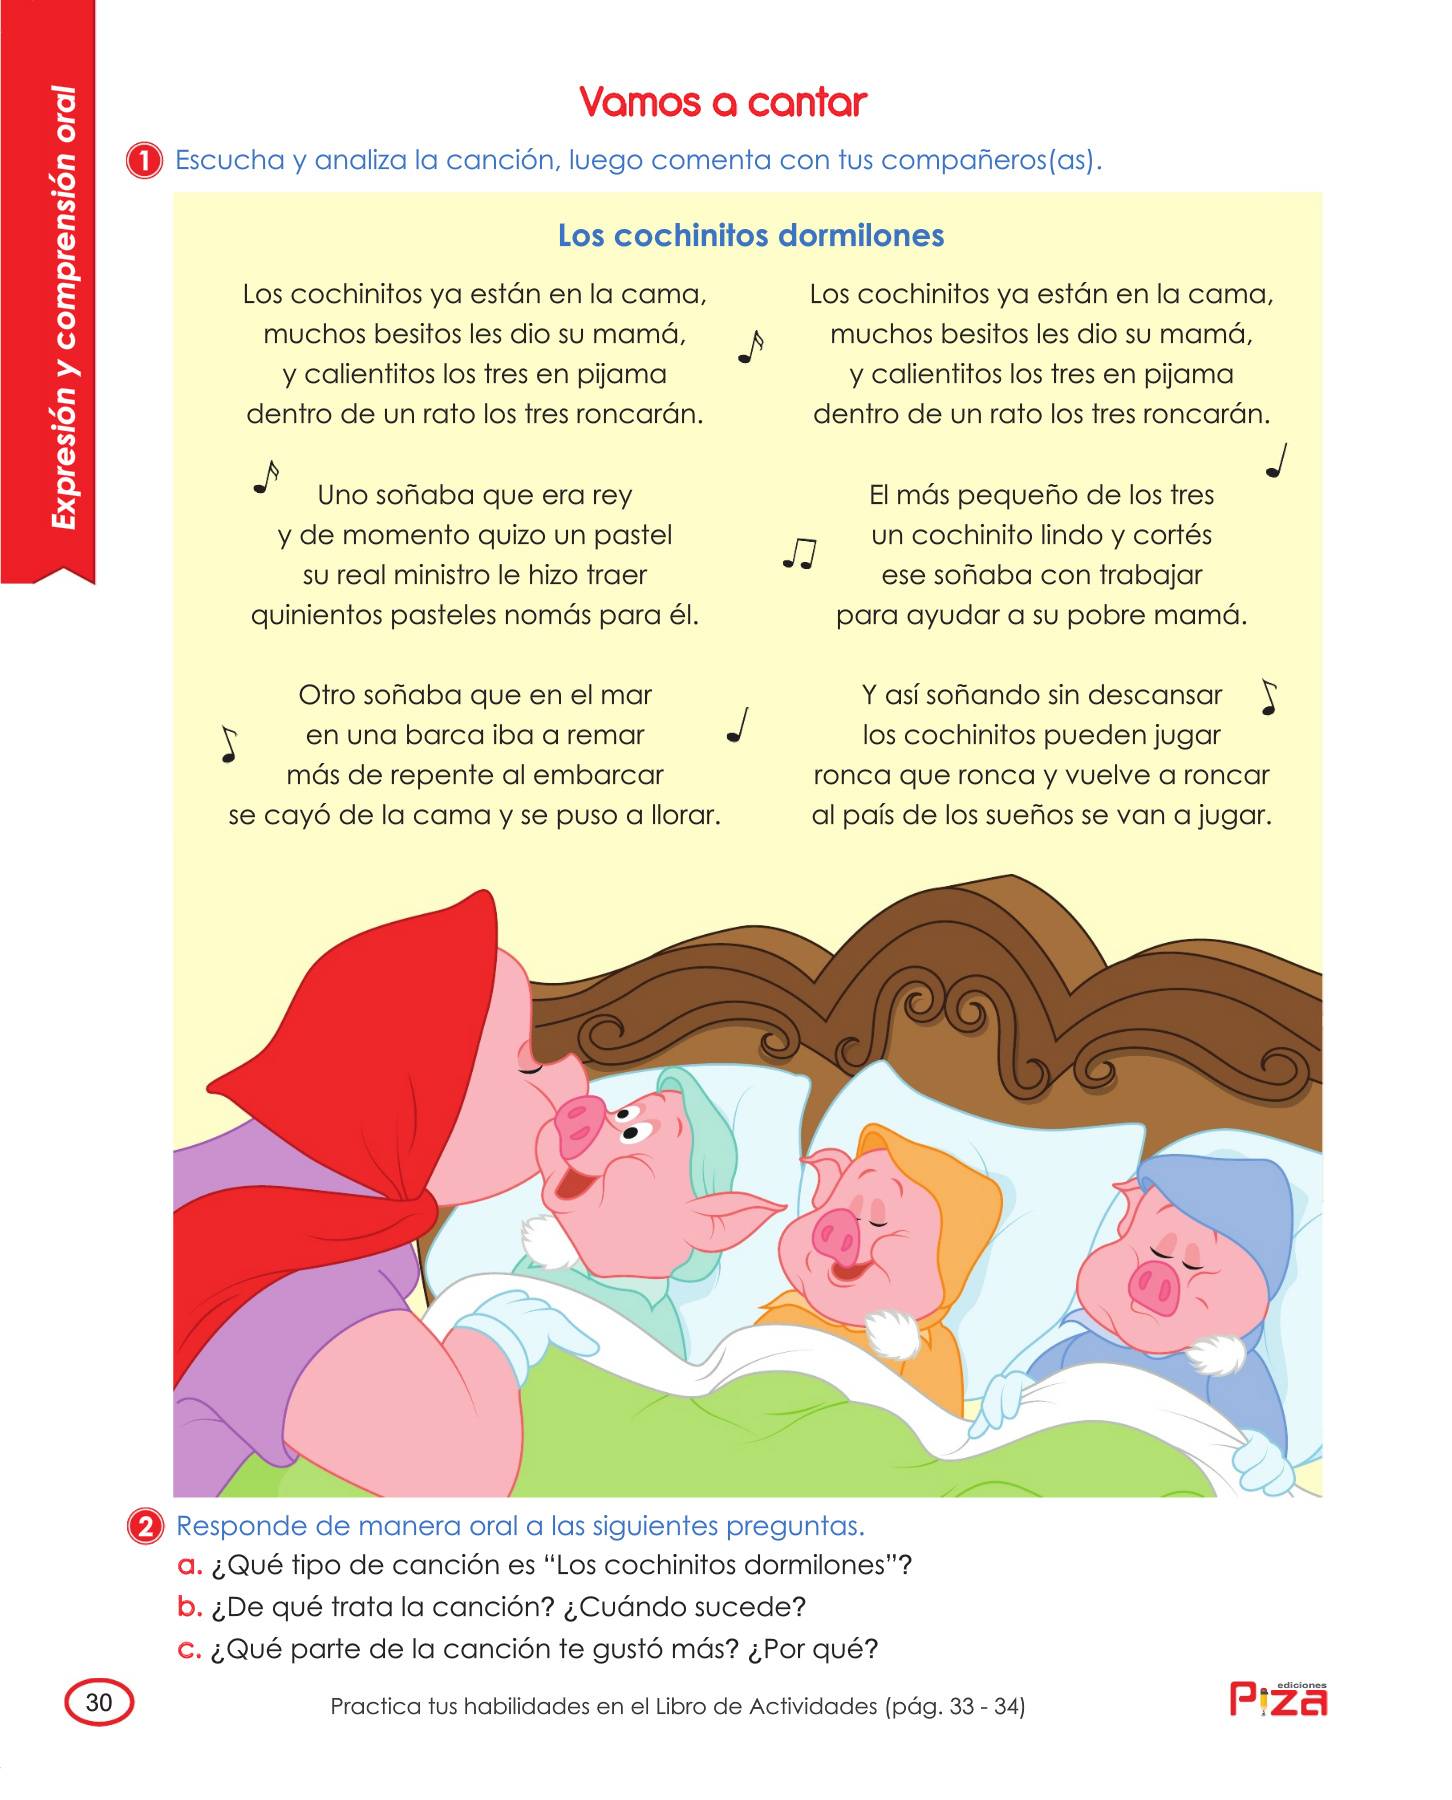 Expresión y comprensión oral
Vamos a cantar
1 Escucha y analiza la canción, luego comenta con tus compañeros(as).
Los cochinitos dormilones
Los cochinitos ya están en la cama,
muchos besitos les dio su mamá,
y calientitos los tres en pijama
dentro de un rato los tres roncarán.
Uno soñaba que era rey
y de momento quizo un pastel
su real ministro le hizo traer
quinientos pasteles nomás para él.
Otro soñaba que en el mar
en una barca iba a remar
más de repente al embarcar
se cayó de la cama y se puso a llorar.
Los cochinitos ya están en la cama,
muchos besitos les dio su mamá,
y calientitos los tres en pijama
dentro de un rato los tres roncarán.
El más pequeño de los tres
un cochinito lindo y cortés
ese soñaba con trabajar
para ayudar a su pobre mamá.
Y así soñando sin descansar
los cochinitos pueden jugar
ronca que ronca y vuelve a roncar
al país de los sueños se van a jugar.
2 Responde de manera oral a las siguientes preguntas.
a. ¿Qué tipo de canción es “Los cochinitos dormilones”?
b. ¿De qué trata la canción? ¿Cuándo sucede?
c. ¿Qué parte de la canción te gustó más? ¿Por qué?
30
Practica tus habilidades en el Libro de Actividades (pág. 33 - 34)
ediciones
Piza